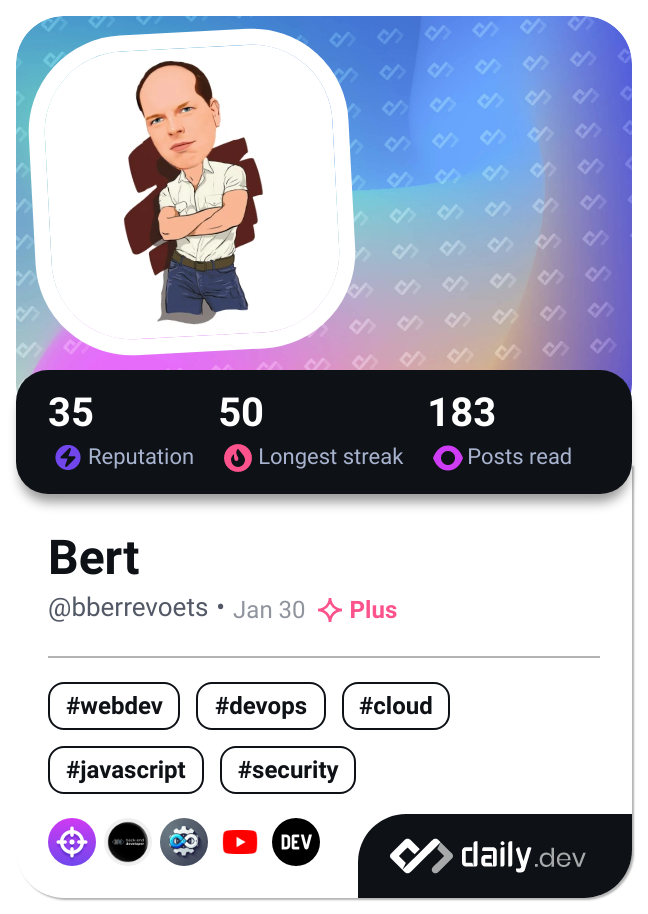 35 50 183
Reputation Longest streak Posts read
Bert
@bberrevoets • Jan 30 Plus
#webdev #devops #cloud
#javascript #security
DEV
daily.dev